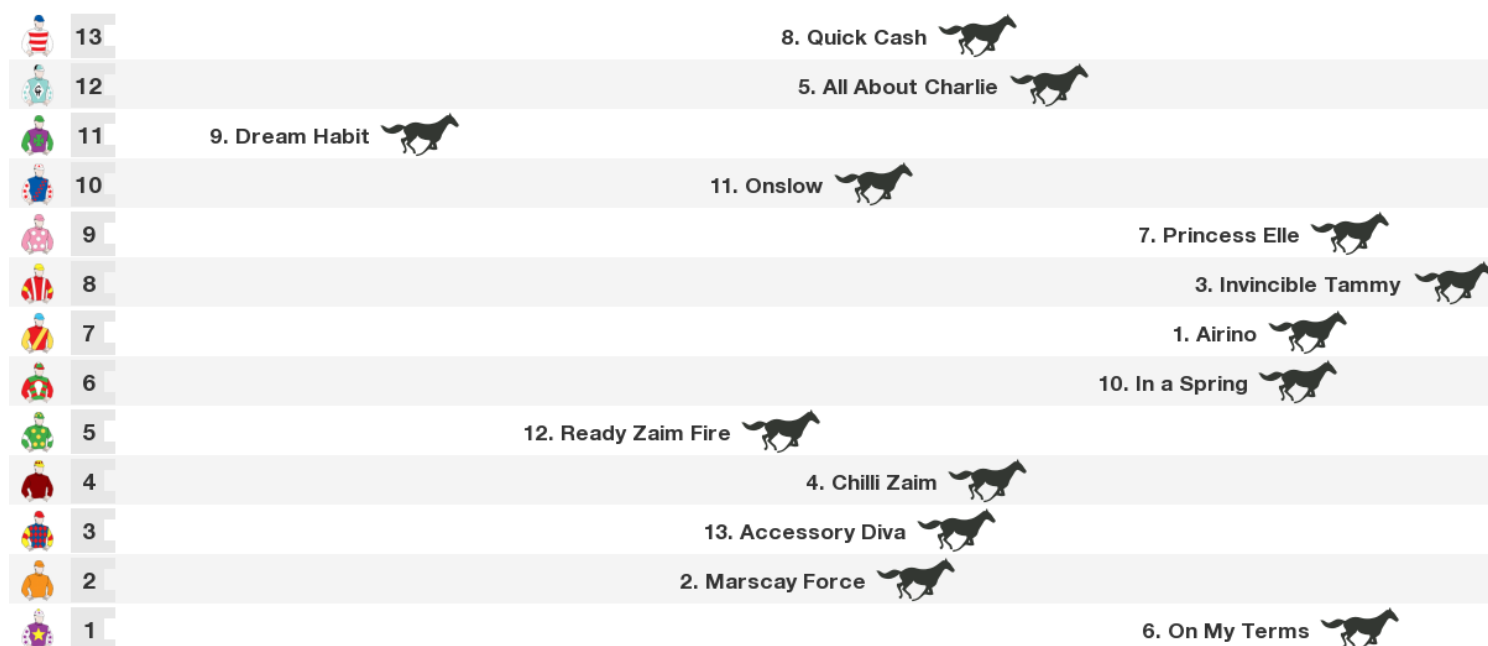 13 8. Quick Cash
12 5. All About Charlie
11 9. Dream Habit
10 11. Onslow
9 7. Princess Elle
8 3. Invincible Tammy
7 1. Airino
6 10. In a Spring
5 12. Ready Zaim Fire
4 4. Chilli Zaim
3 13. Accessory Diva
2 2. Marscay Force
1 6. On My Terms